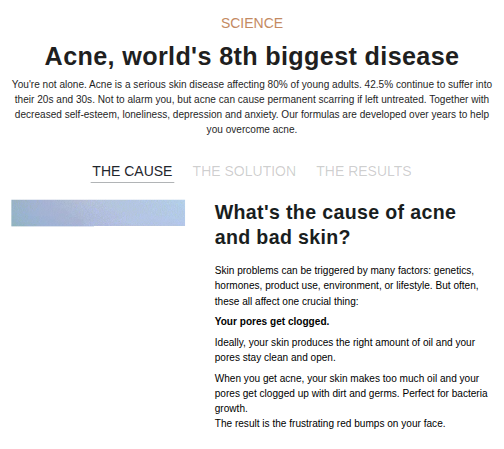 SCIENCE
Acne, world's 8th biggest disease
You're not alone. Acne is a serious skin disease affecting 80% of young adults. 42.5% continue to suffer into
their 20s and 30s. Not to alarm you, but acne can cause permanent scarring if left untreated. Together with
decreased self-esteem, loneliness, depression and anxiety. Our formulas are developed over years to help
you overcome acne.
THE CAUSE THE SOLUTION THE RESULTS
What's the cause of acne
and bad skin?
Skin problems can be triggered by many factors: genetics,
hormones, product use, environment, or lifestyle. But often,
these all affect one crucial thing:
Your pores get clogged.
Ideally, your skin produces the right amount of oil and your
pores stay clean and open.
When you get acne, your skin makes too much oil and your
pores get clogged up with dirt and germs. Perfect for bacteria
growth.
The result is the frustrating red bumps on your face.